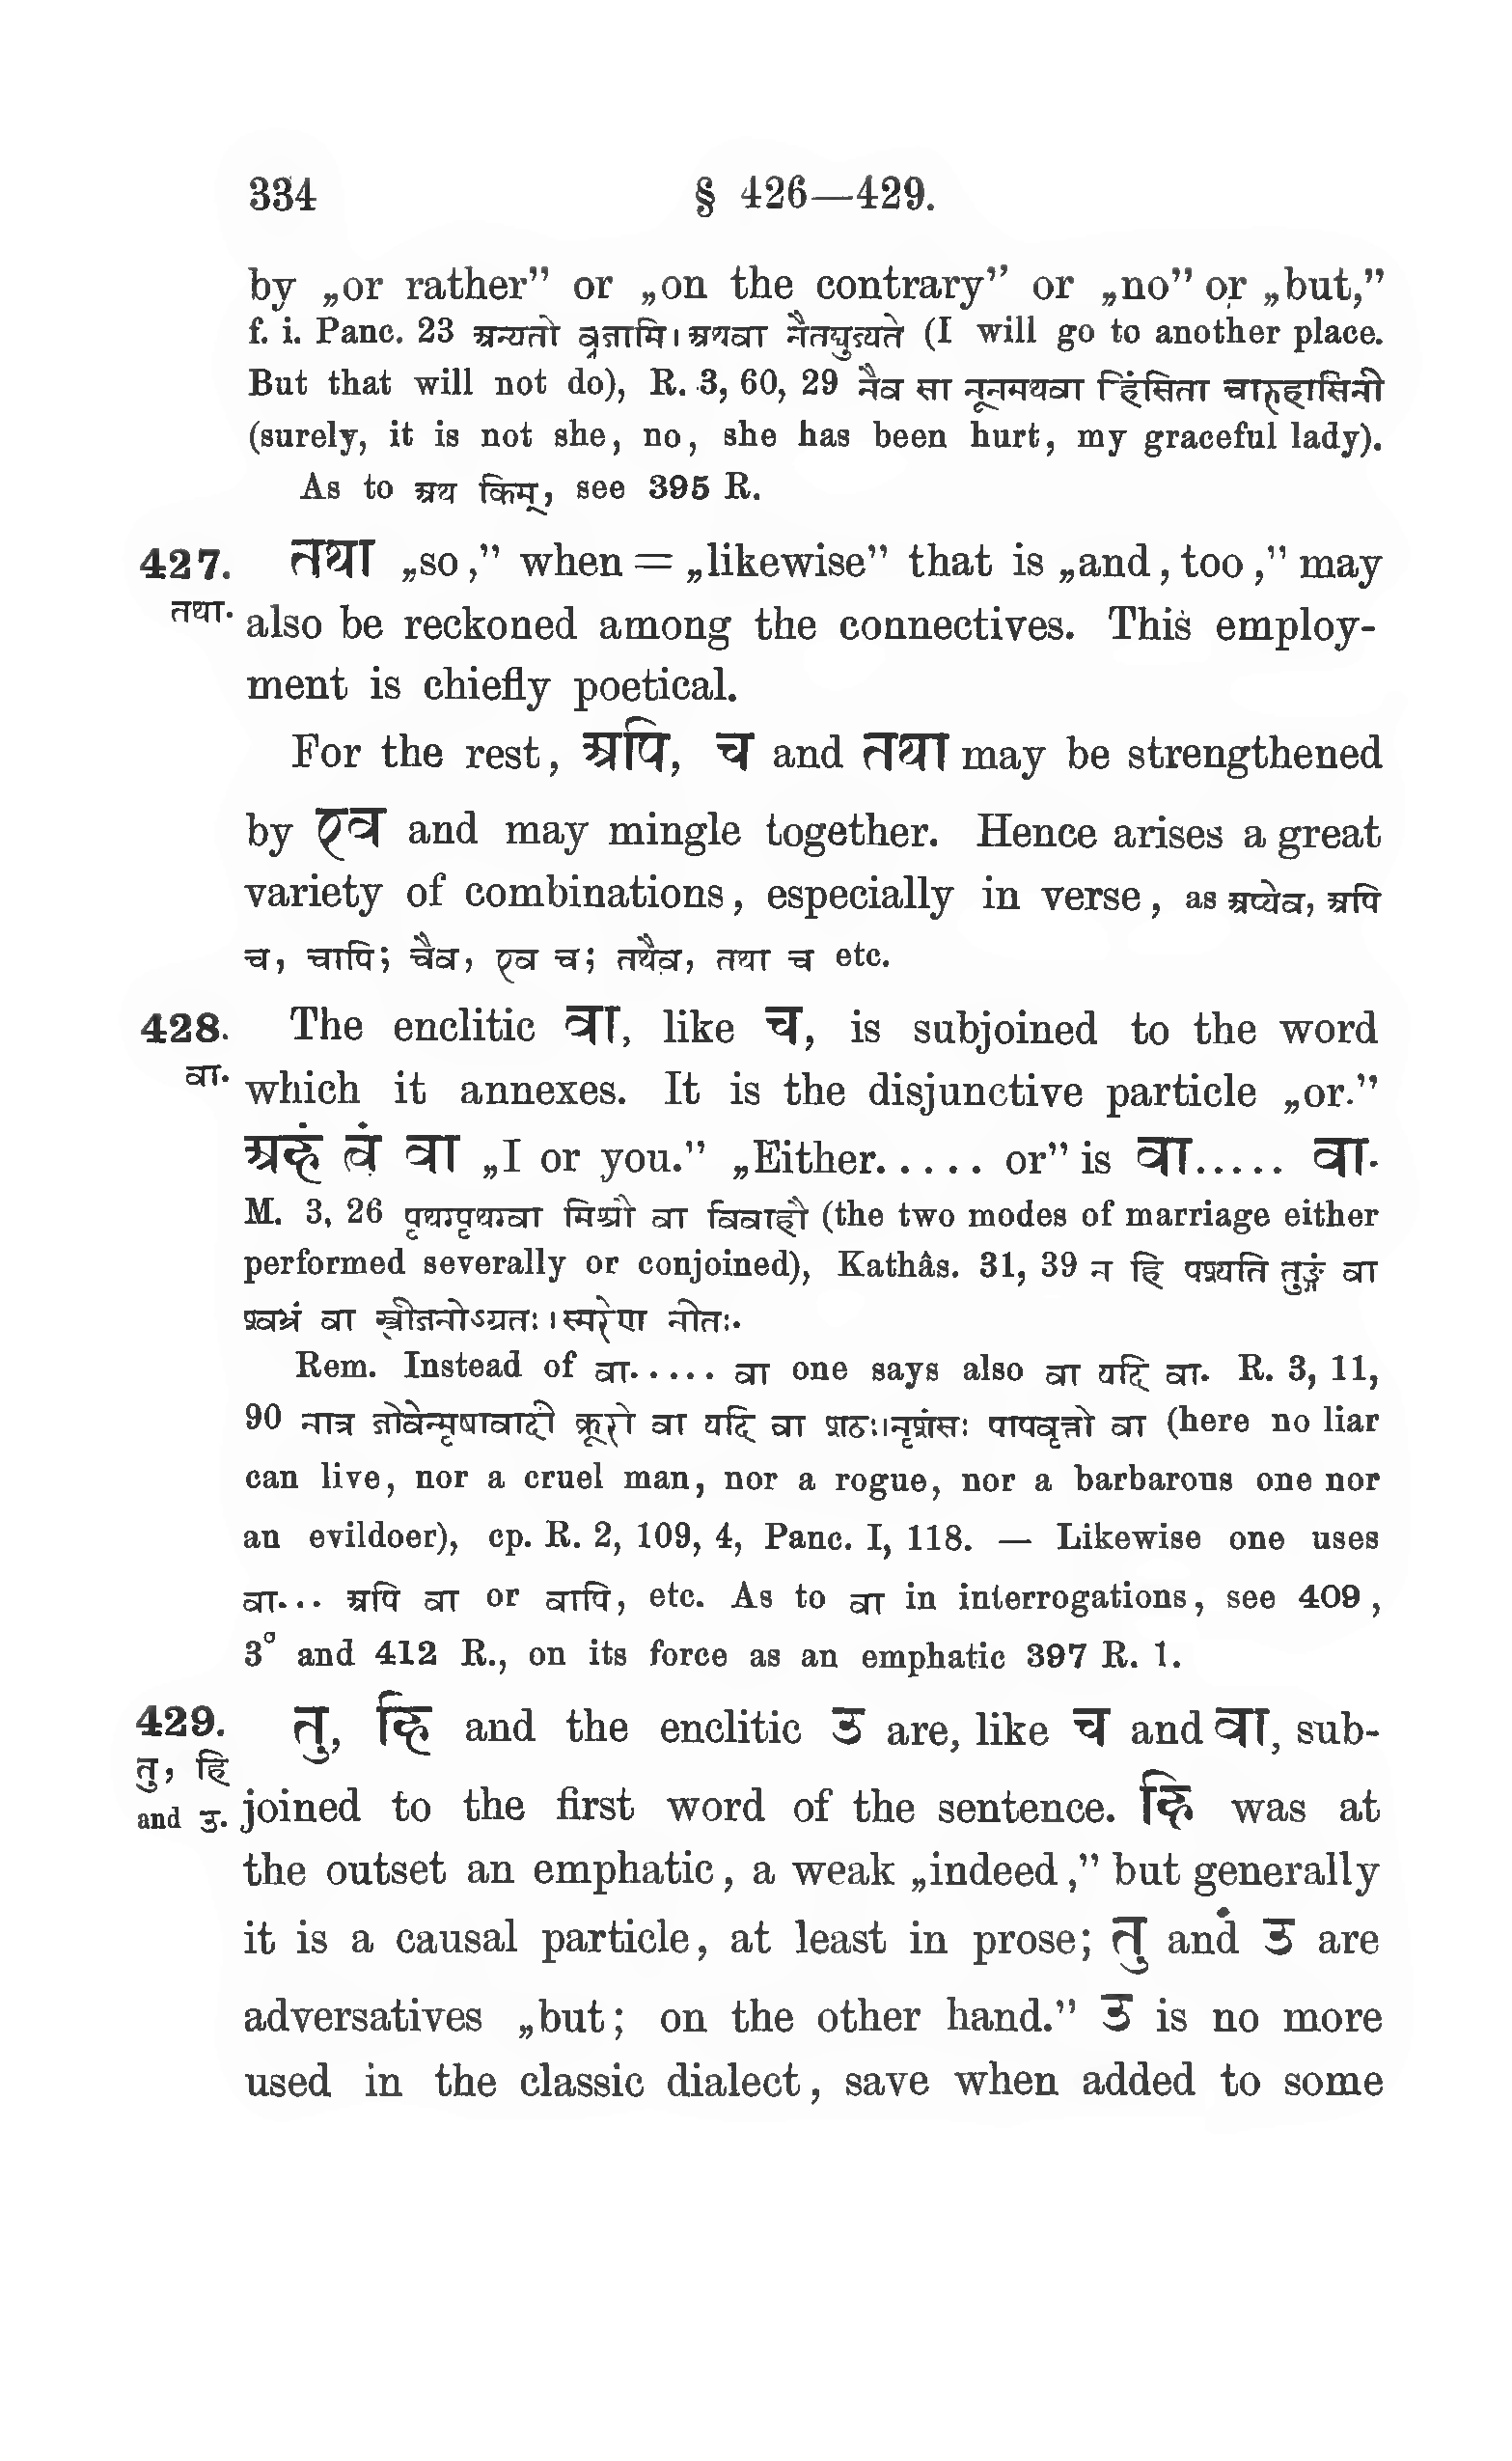 334 § 426—429.
by „or rather” or „on the contrary” or „no” or „but,”
f. i. Panc. 23 अन्यतो व्रजामि। अथवा नैतद्युज्यते (I will go to another place.
But that will not do), R. 3, 60, 29 नैव सा नूनमथवा हिंसिता चारुहासिनी
(surely, it is not she, no, she has been hurt, my graceful lady).
As to अथ किम्, see 395 R.
427. तथा „so,” when = „likewise” that is „and, too,” may
तथा. also be reckoned among the connectives. This employ-
ment is chiefly poetical.
For the rest, अपि, च and तथा may be strengthened
by एव and may mingle together. Hence arises a great
variety of combinations, especially in verse, as अप्येव, अपि
च, चापि; चैव, एव च; तथैव, तथा च etc.
428. The enclitic वा, like च, is subjoined to the word
वा. which it annexes. It is the disjunctive particle „or.”
अहं त्वं वा „I or you.” „Either..... or” is वा..... वा.
M. 3, 26 पृथक्पृथग्वा मिश्रौ वा विवाहौ (the two modes of marriage either
performed severally or conjoined), Kathâs. 31, 39 न हि पश्यति तुङ्गं वा
श्वभ्रं वा स्त्रीजनोऽग्रतः। स्मरेण नीतः.
Rem. Instead of वा..... वा one says also वा यदि वा. R. 3, 11,
90 नात्र जीवेन्मृषावादी क्रूरो वा यदि वा शठः। नृशंसः पापवृत्तो वा (here no liar
can live, nor a cruel man, nor a rogue, nor a barbarous one nor
an evildoer), cp. R. 2, 109, 4, Panc. I, 118. — Likewise one uses
वा... अपि वा or वापि, etc. As to वा in interrogations, see 409,
3° and 412 R., on its force as an emphatic 397 R. 1.
429. तु, हि and the enclitic उ are, like च and वा, sub-
तु, हि
and उ. joined to the first word of the sentence. हि was at
the outset an emphatic, a weak „indeed,” but generally
it is a causal particle, at least in prose; तु and उ are
adversatives „but; on the other hand.” उ is no more
used in the classic dialect, save when added to some